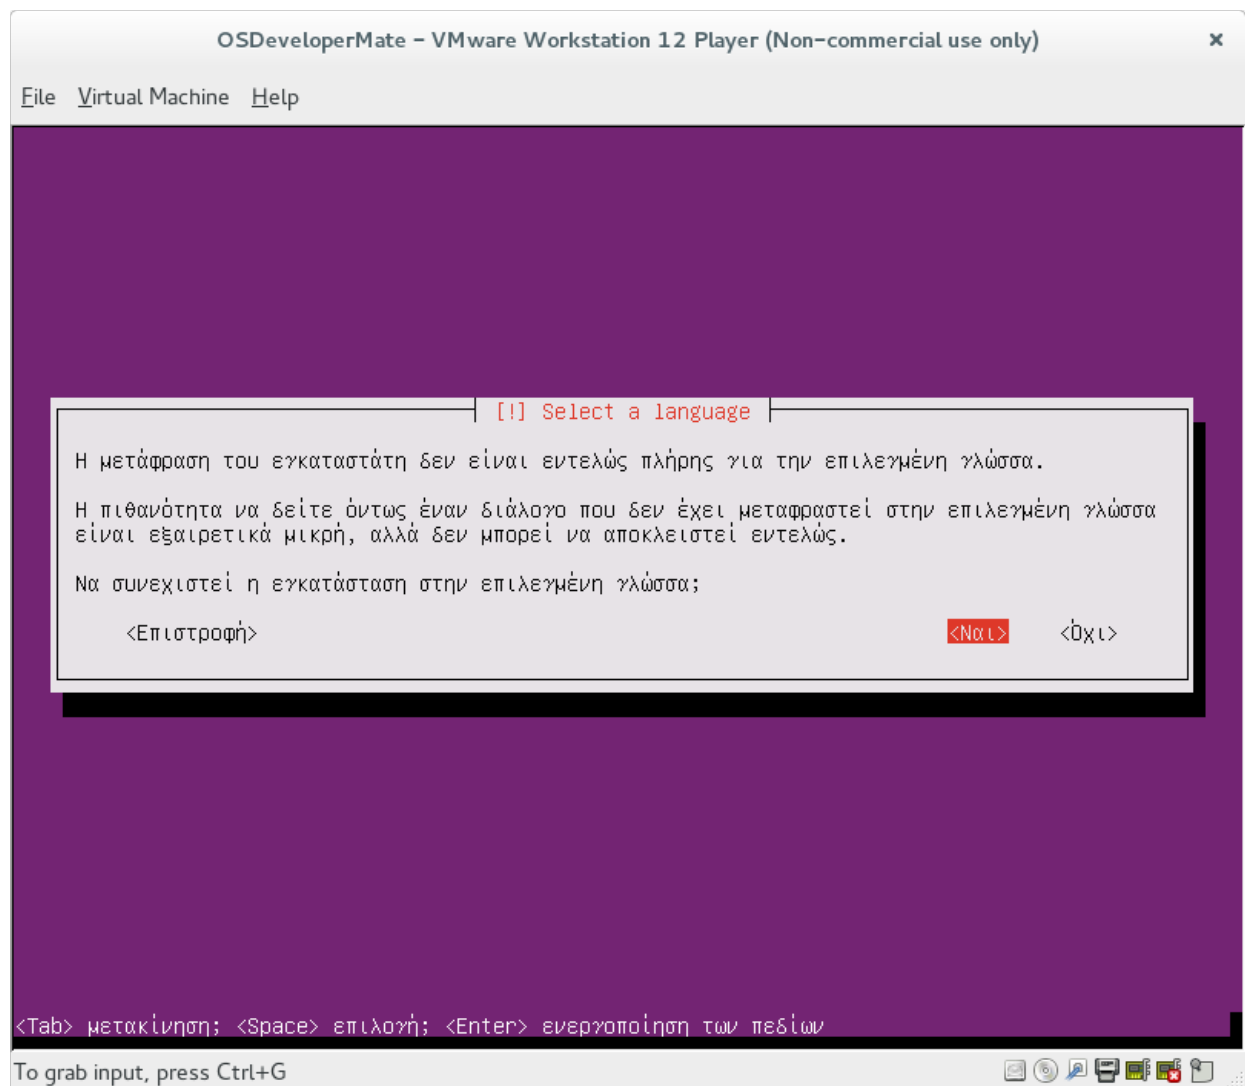 OSDeveloperMate – VMware Workstation 12 Player (Non-commercial use only)
File Virtual Machine Help
[!] Select a language
Η μετάφραση του εγκαταστάτη δεν είναι εντελώς πλήρης για την επιλεγμένη γλώσσα.
Η πιθανότητα να δείτε όντως έναν διάλογο που δεν έχει μεταφραστεί στην επιλεγμένη γλώσσα
είναι εξαιρετικά μικρή, αλλά δεν μπορεί να αποκλειστεί εντελώς.
Να συνεχιστεί η εγκατάσταση στην επιλεγμένη γλώσσα;
<Επιστροφή> <Ναι> <Όχι>
<Tab> μετακίνηση; <Space> επιλογή; <Enter> ενεργοποίηση των πεδίων
To grab input, press Ctrl+G